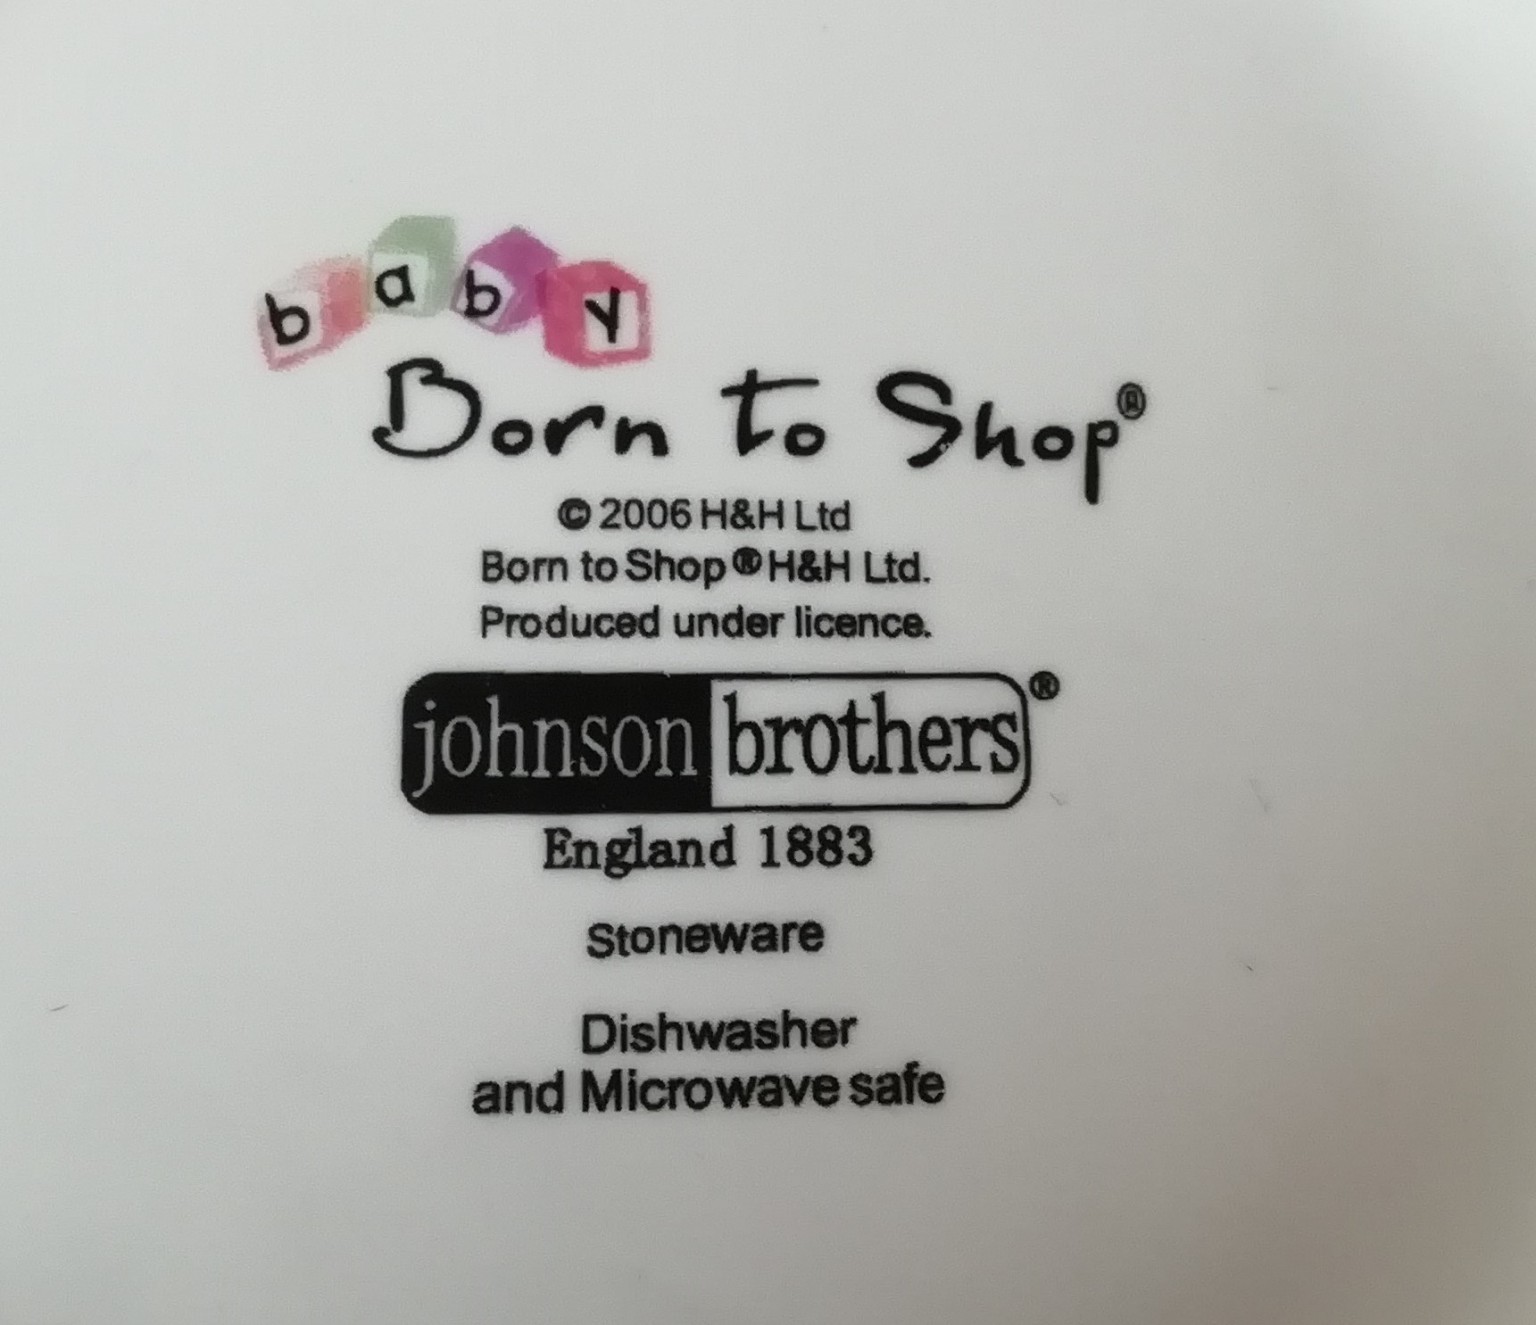 baby
Born to Shop®
© 2006 H&H Ltd
Born to Shop ® H&H Ltd.
Produced under licence.
johnson brothers ®
England 1883
Stoneware
Dishwasher
and Microwave safe